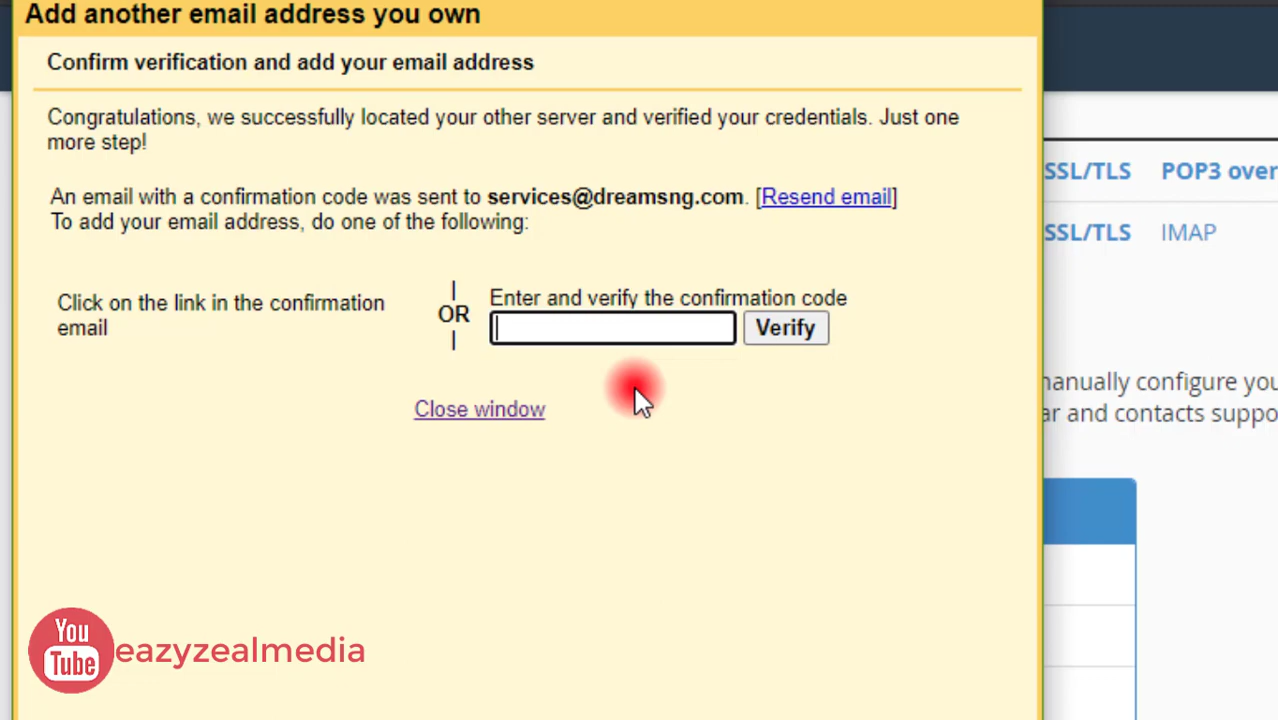 Add another email address you own
Confirm verification and add your email address
Congratulations, we successfully located your other server and verified your credentials. Just one
more step!
An email with a confirmation code was sent to services@dreamsng.com. [Resend email]
To add your email address, do one of the following:
Click on the link in the confirmation
email
|
OR
|
Enter and verify the confirmation code
Verify
Close window
SSL/TLS POP3 over
SSL/TLS IMAP
manually configure you
ar and contacts suppo
You
Tube
eazyzealmedia